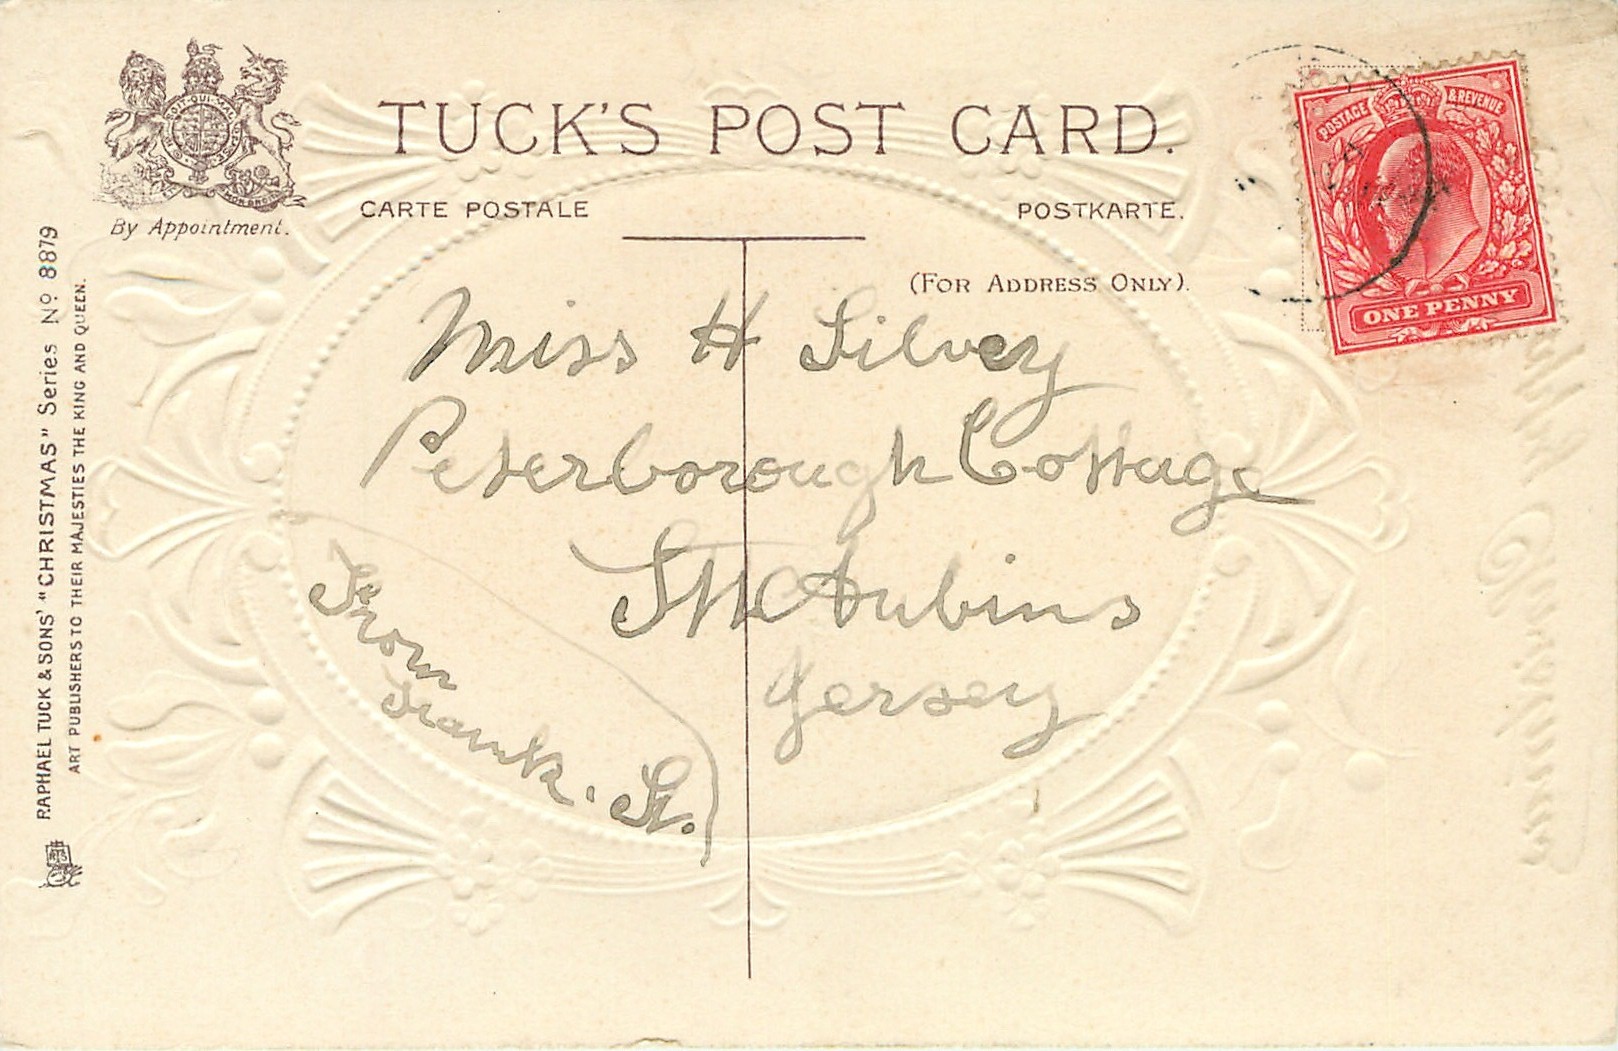 TUCK'S POST CARD.
CARTE POSTALE
POSTKARTE.
By Appointment.
(FOR ADDRESS ONLY).
POSTAGE & REVENUE
ONE PENNY
Miss H Silvey
Peterborough Cottage
St Aubins
Jersey
From
Frank. St.
RAPHAEL TUCK & SONS' "CHRISTMAS" Series No 8879
ART PUBLISHERS TO THEIR MAJESTIES THE KING AND QUEEN.